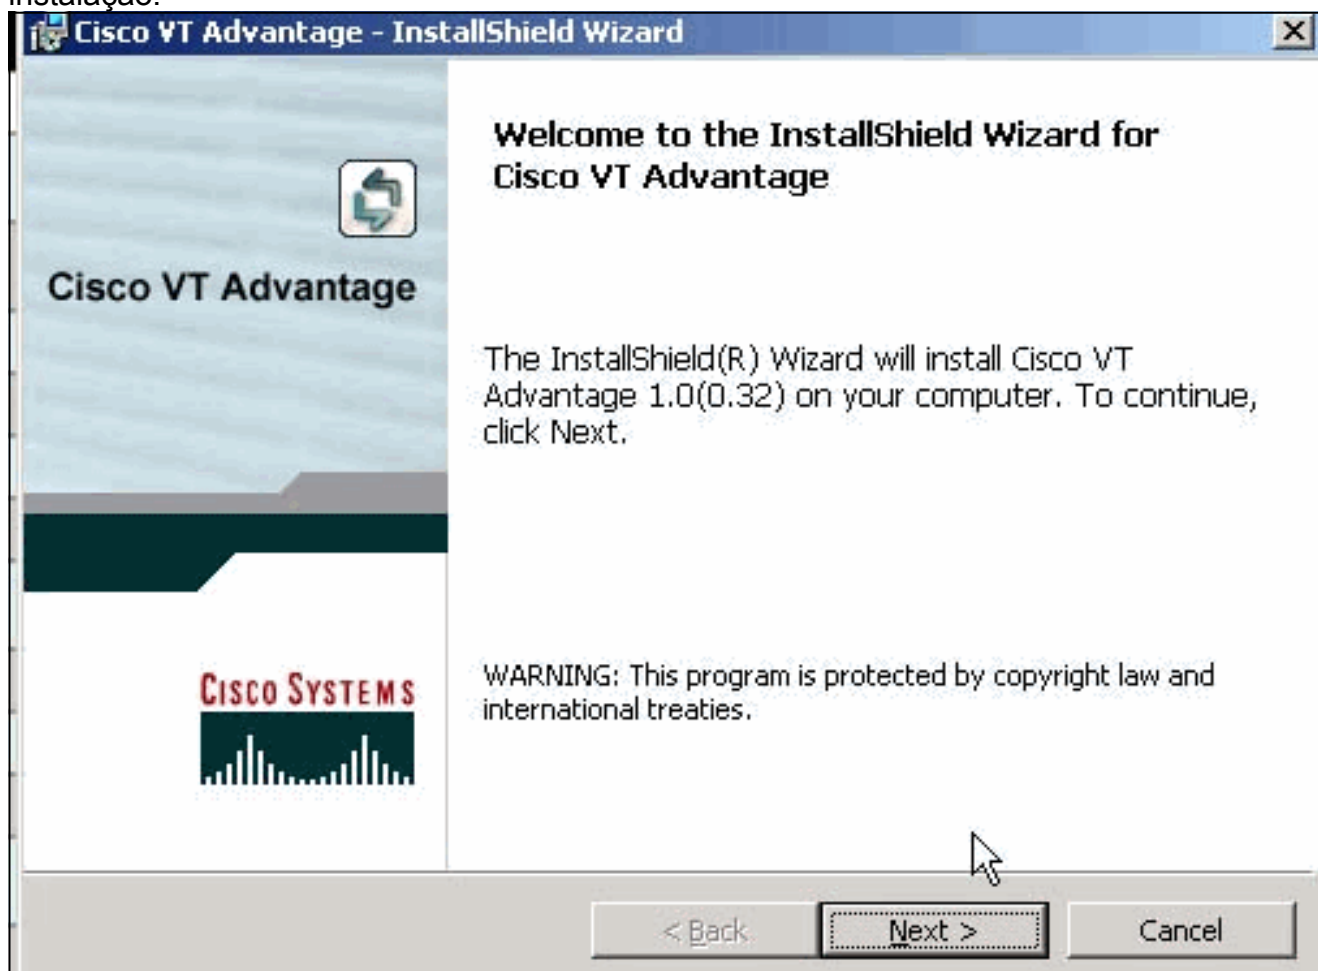 instalação.
Cisco VT Advantage - InstallShield Wizard
Welcome to the InstallShield Wizard for
Cisco VT Advantage
Cisco VT Advantage
The InstallShield(R) Wizard will install Cisco VT
Advantage 1.0(0.32) on your computer. To continue,
click Next.
CISCO SYSTEMS
WARNING: This program is protected by copyright law and
international treaties.
< Back
Next >
Cancel